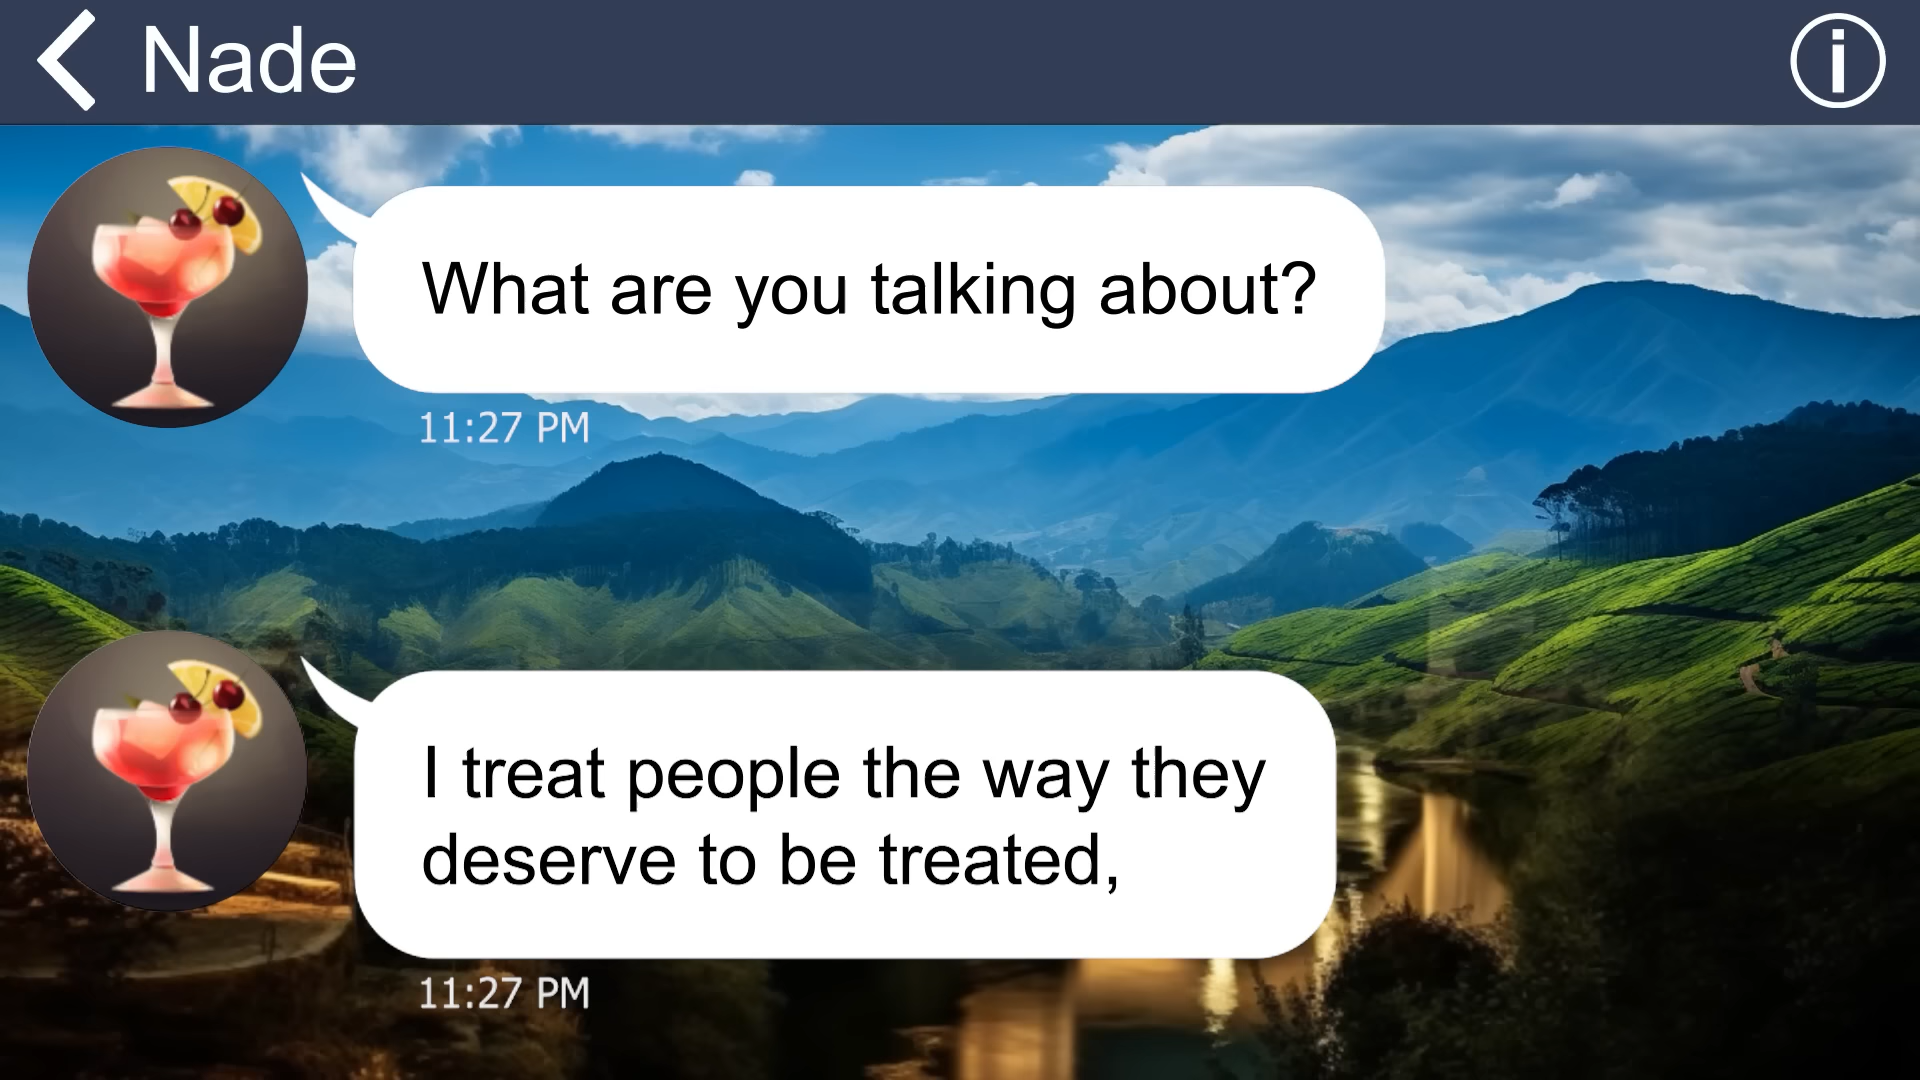 Nade
What are you talking about?
11:27 PM
I treat people the way they
deserve to be treated,
11:27 PM